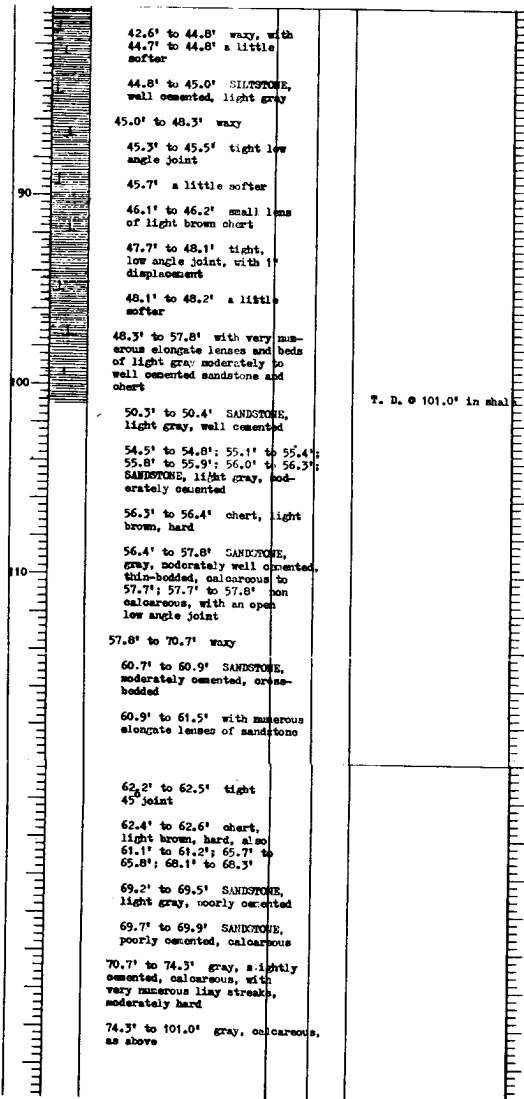 42.6' to 44.8' waxy, with
44.7' to 44.8' a little
softer
44.8' to 45.0' SILTSTONE,
well cemented, light gray
45.0' to 48.3' waxy
45.3' to 45.5' tight low
angle joint
90
45.7' a little softer
46.1' to 46.2' small lens
of light brown chert
47.7' to 48.1' tight,
low angle joint, with 1"
displacement
48.1' to 48.2' a little
softer
48.3' to 57.8' with very num-
erous elongate lenses and beds
of light gray moderately to
well cemented sandstone and
chert
100
T. D. @ 101.0' in shal
50.3' to 50.4' SANDSTONE,
light gray, well cemented
54.5' to 54.8'; 55.1' to 55.4';
55.8' to 55.9'; 56.0' to 56.3';
SANDSTONE, light gray, mod-
erately cemented
56.3' to 56.4' chert, light
brown, hard
56.4' to 57.8' SANDSTONE,
gray, moderately well cemented,
thin-bedded, calcareous to
110
57.7'; 57.7' to 57.8' non
calcareous, with an open
low angle joint
57.8' to 70.7' waxy
60.7' to 60.9' SANDSTONE,
moderately cemented, cross-
bedded
60.9' to 61.5' with numerous
elongate lenses of sandstone
62.2' to 62.5' tight
45° joint
62.4' to 62.6' chert,
light brown, hard, also
61.1' to 61.2'; 65.7' to
65.8'; 68.1' to 68.3'
69.2' to 69.5' SANDSTONE,
light gray, poorly cemented
69.7' to 69.9' SANDSTONE,
poorly cemented, calcareous
70.7' to 74.3' gray, slightly
cemented, calcareous, with
very numerous limy streaks,
moderately hard
74.3' to 101.0' gray, calcareous,
as above